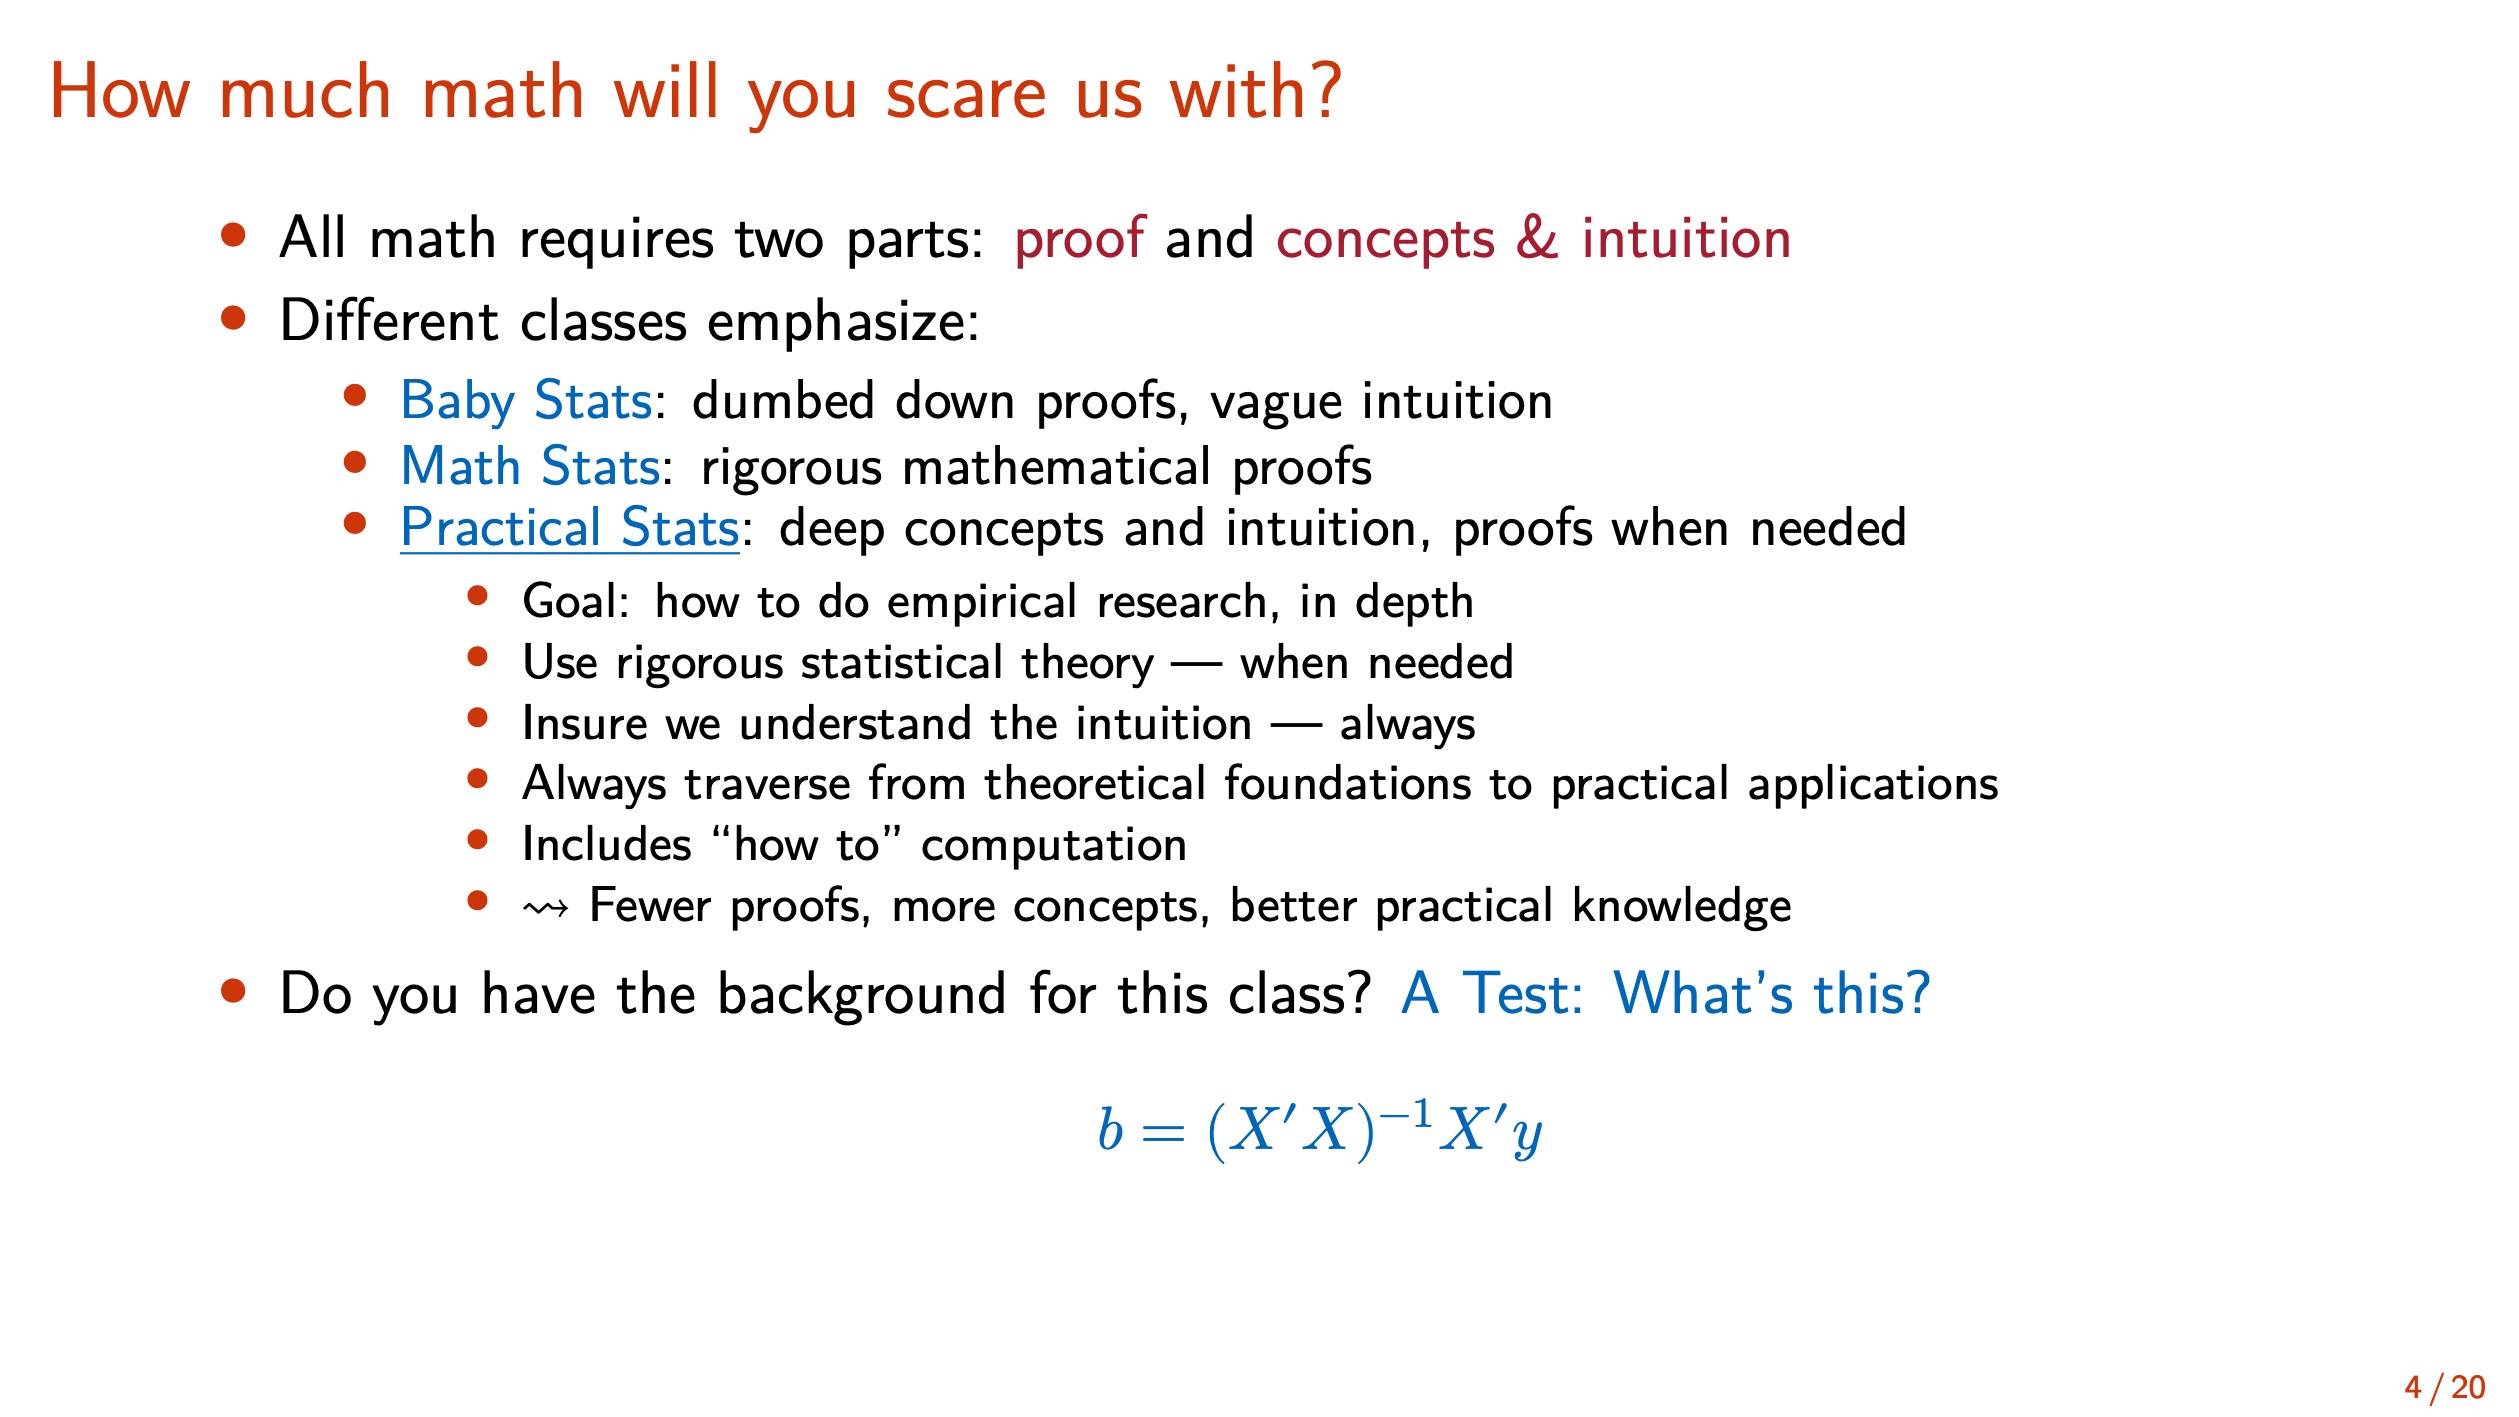 How much math will you scare us with?
• All math requires two parts: proof and concepts & intuition
• Different classes emphasize:
• Baby Stats: dumbed down proofs, vague intuition
• Math Stats: rigorous mathematical proofs
• Practical Stats: deep concepts and intuition, proofs when needed
• Goal: how to do empirical research, in depth
• Use rigorous statistical theory — when needed
• Insure we understand the intuition — always
• Always traverse from theoretical foundations to practical applications
• Includes “how to” computation
• ⇝ Fewer proofs, more concepts, better practical knowledge
• Do you have the background for this class? A Test: What’s this?
b = (X′X)⁻¹X′y
4 / 20